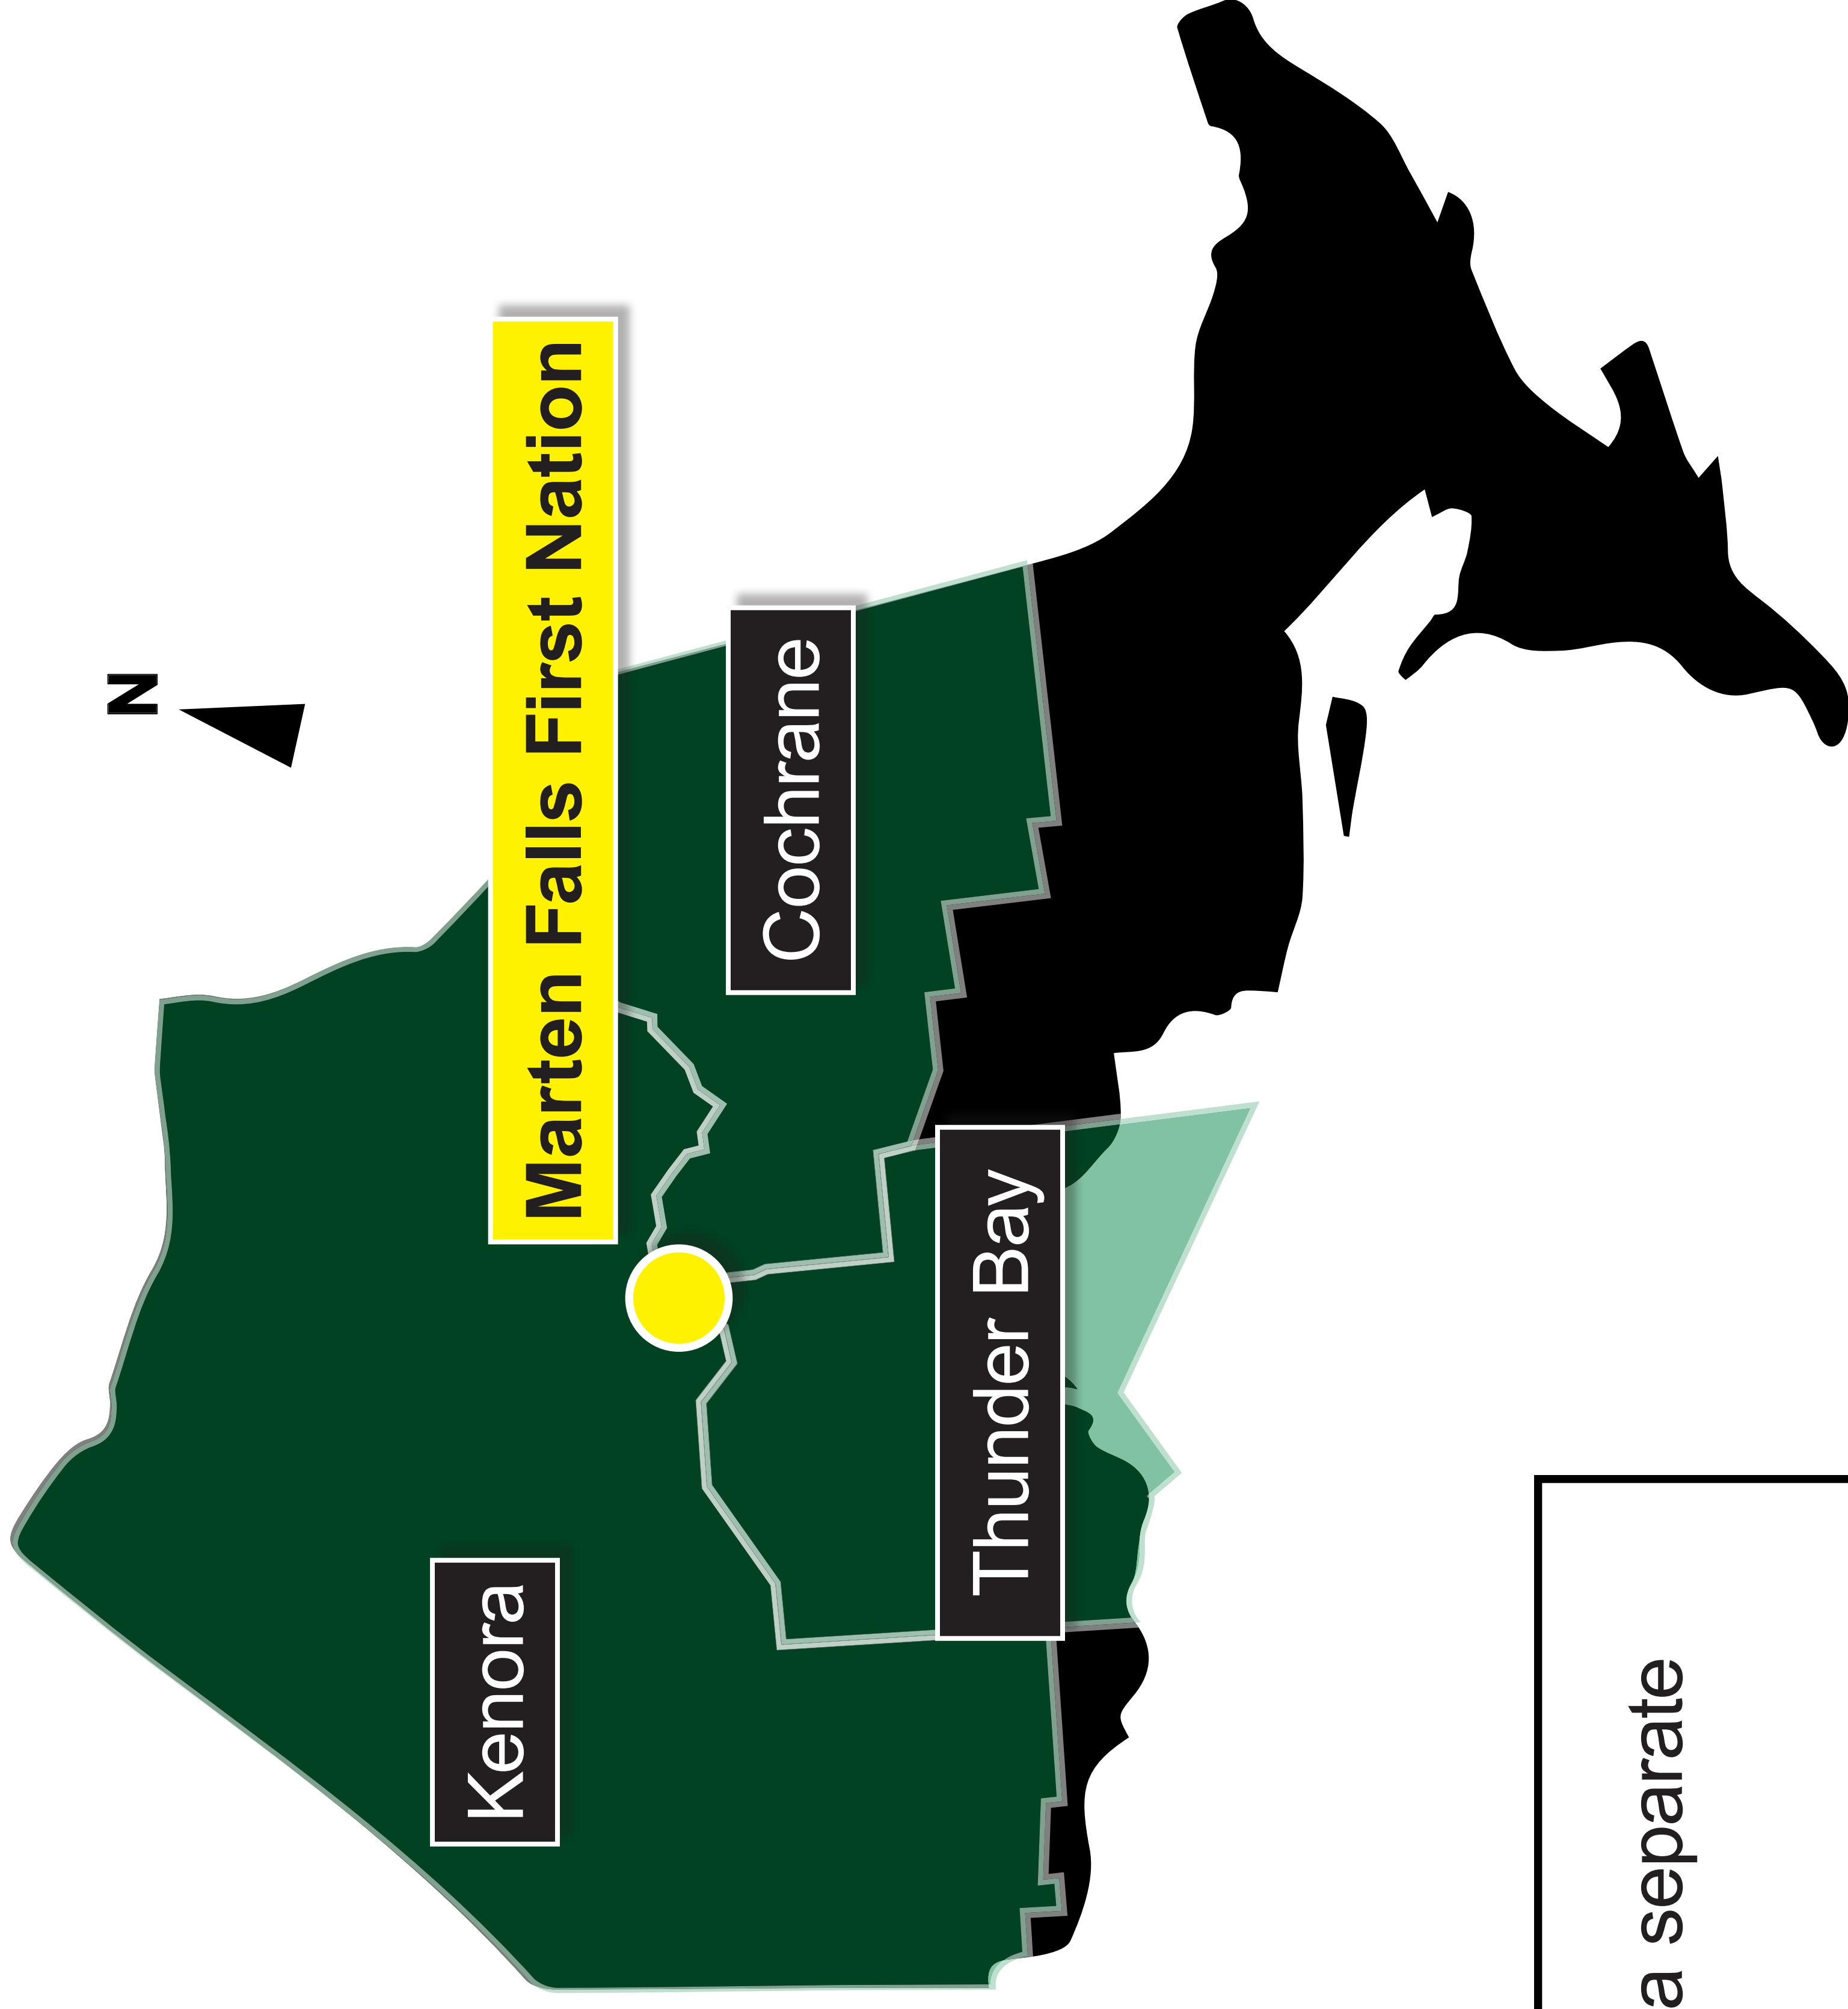 N
Marten Falls First Nation
Cochrane
Kenora
Thunder Bay
a separate